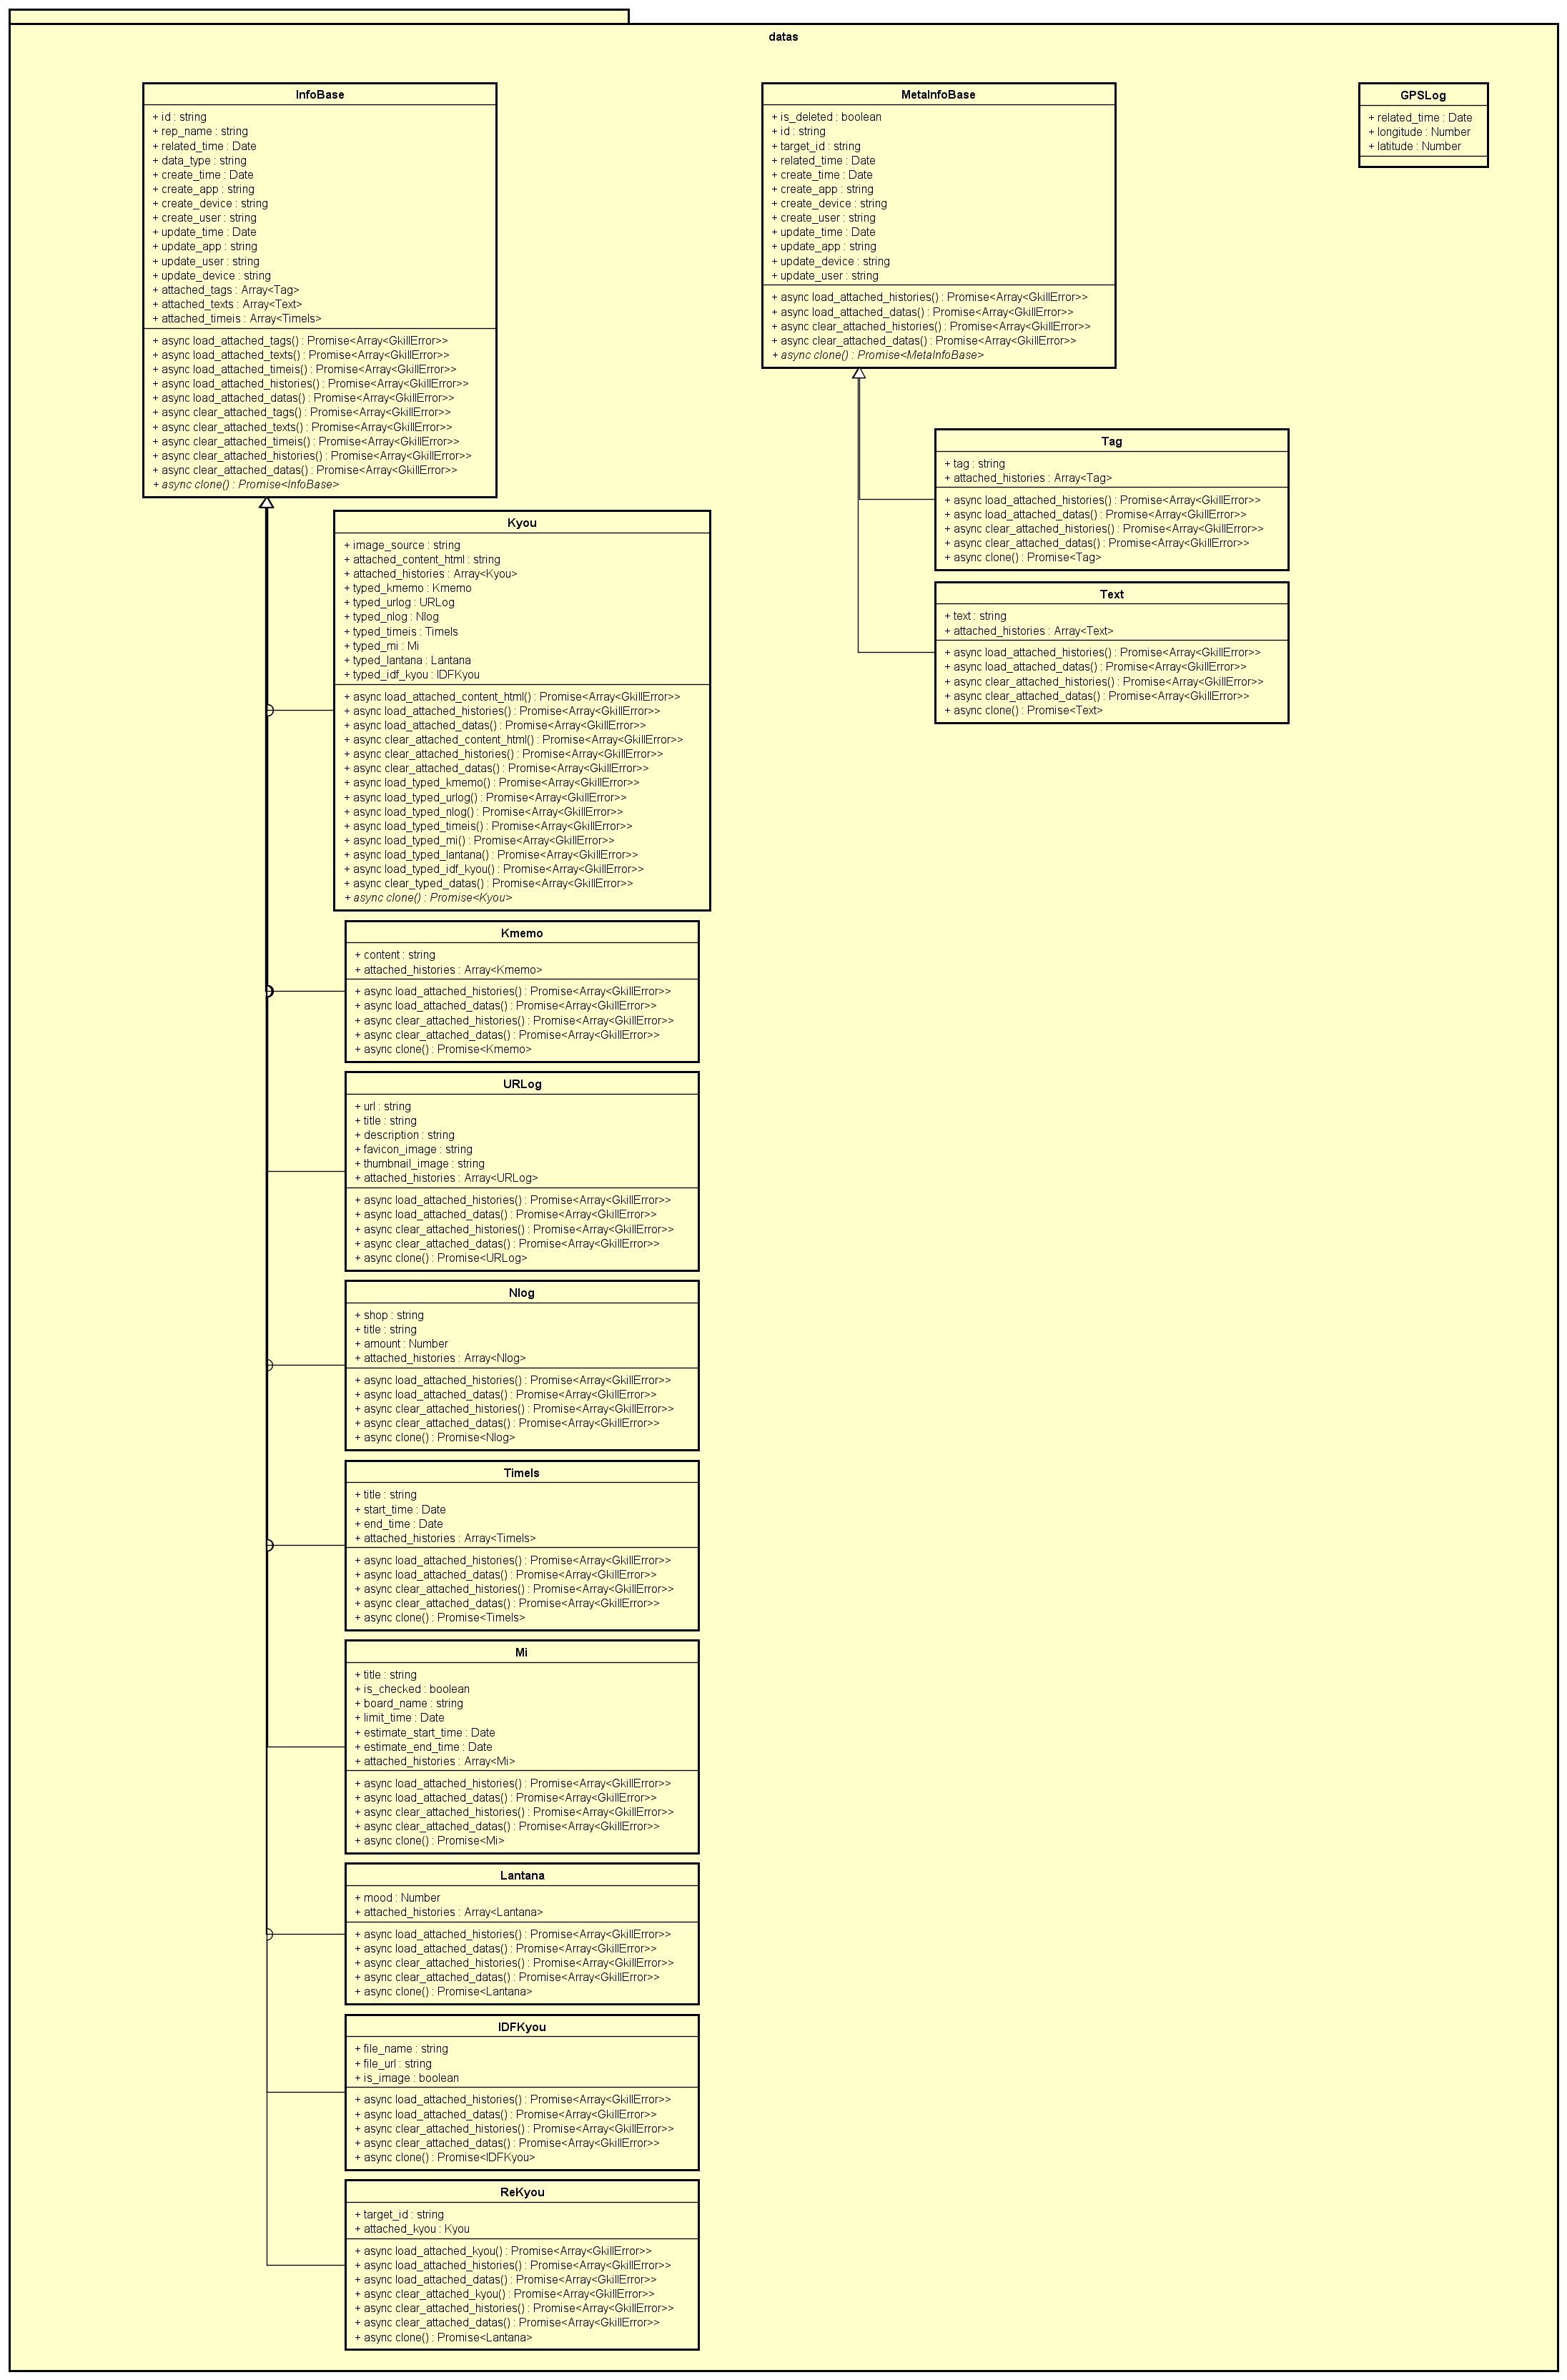 datas
InfoBase
+ id : string
+ rep_name : string
+ related_time : Date
+ data_type : string
+ create_time : Date
+ create_app : string
+ create_device : string
+ create_user : string
+ update_time : Date
+ update_app : string
+ update_user : string
+ update_device : string
+ attached_tags : Array<Tag>
+ attached_texts : Array<Text>
+ attached_timeis : Array<TimeIs>
+ async load_attached_tags() : Promise<Array<GkillError>>
+ async load_attached_texts() : Promise<Array<GkillError>>
+ async load_attached_timeis() : Promise<Array<GkillError>>
+ async load_attached_histories() : Promise<Array<GkillError>>
+ async load_attached_datas() : Promise<Array<GkillError>>
+ async clear_attached_tags() : Promise<Array<GkillError>>
+ async clear_attached_texts() : Promise<Array<GkillError>>
+ async clear_attached_timeis() : Promise<Array<GkillError>>
+ async clear_attached_histories() : Promise<Array<GkillError>>
+ async clear_attached_datas() : Promise<Array<GkillError>>
+ async clone() : Promise<InfoBase>
MetaInfoBase
+ is_deleted : boolean
+ id : string
+ target_id : string
+ related_time : Date
+ create_time : Date
+ create_app : string
+ create_device : string
+ create_user : string
+ update_time : Date
+ update_app : string
+ update_device : string
+ update_user : string
+ async load_attached_histories() : Promise<Array<GkillError>>
+ async load_attached_datas() : Promise<Array<GkillError>>
+ async clear_attached_histories() : Promise<Array<GkillError>>
+ async clear_attached_datas() : Promise<Array<GkillError>>
+ async clone() : Promise<MetaInfoBase>
GPSLog
+ related_time : Date
+ longitude : Number
+ latitude : Number
Tag
+ tag : string
+ attached_histories : Array<Tag>
+ async load_attached_histories() : Promise<Array<GkillError>>
+ async load_attached_datas() : Promise<Array<GkillError>>
+ async clear_attached_histories() : Promise<Array<GkillError>>
+ async clear_attached_datas() : Promise<Array<GkillError>>
+ async clone() : Promise<Tag>
Text
+ text : string
+ attached_histories : Array<Text>
+ async load_attached_histories() : Promise<Array<GkillError>>
+ async load_attached_datas() : Promise<Array<GkillError>>
+ async clear_attached_histories() : Promise<Array<GkillError>>
+ async clear_attached_datas() : Promise<Array<GkillError>>
+ async clone() : Promise<Text>
Kyou
+ image_source : string
+ attached_content_html : string
+ attached_histories : Array<Kyou>
+ typed_kmemo : Kmemo
+ typed_urlog : URLog
+ typed_nlog : Nlog
+ typed_timeis : TimeIs
+ typed_mi : Mi
+ typed_lantana : Lantana
+ typed_idf_kyou : IDFKyou
+ async load_attached_content_html() : Promise<Array<GkillError>>
+ async load_attached_histories() : Promise<Array<GkillError>>
+ async load_attached_datas() : Promise<Array<GkillError>>
+ async clear_attached_content_html() : Promise<Array<GkillError>>
+ async clear_attached_histories() : Promise<Array<GkillError>>
+ async clear_attached_datas() : Promise<Array<GkillError>>
+ async load_typed_kmemo() : Promise<Array<GkillError>>
+ async load_typed_urlog() : Promise<Array<GkillError>>
+ async load_typed_nlog() : Promise<Array<GkillError>>
+ async load_typed_timeis() : Promise<Array<GkillError>>
+ async load_typed_mi() : Promise<Array<GkillError>>
+ async load_typed_lantana() : Promise<Array<GkillError>>
+ async load_typed_idf_kyou() : Promise<Array<GkillError>>
+ async clear_typed_datas() : Promise<Array<GkillError>>
+ async clone() : Promise<Kyou>
Kmemo
+ content : string
+ attached_histories : Array<Kmemo>
+ async load_attached_histories() : Promise<Array<GkillError>>
+ async load_attached_datas() : Promise<Array<GkillError>>
+ async clear_attached_histories() : Promise<Array<GkillError>>
+ async clear_attached_datas() : Promise<Array<GkillError>>
+ async clone() : Promise<Kmemo>
URLog
+ url : string
+ title : string
+ description : string
+ favicon_image : string
+ thumbnail_image : string
+ attached_histories : Array<URLog>
+ async load_attached_histories() : Promise<Array<GkillError>>
+ async load_attached_datas() : Promise<Array<GkillError>>
+ async clear_attached_histories() : Promise<Array<GkillError>>
+ async clear_attached_datas() : Promise<Array<GkillError>>
+ async clone() : Promise<URLog>
Nlog
+ shop : string
+ title : string
+ amount : Number
+ attached_histories : Array<Nlog>
+ async load_attached_histories() : Promise<Array<GkillError>>
+ async load_attached_datas() : Promise<Array<GkillError>>
+ async clear_attached_histories() : Promise<Array<GkillError>>
+ async clear_attached_datas() : Promise<Array<GkillError>>
+ async clone() : Promise<Nlog>
TimeIs
+ title : string
+ start_time : Date
+ end_time : Date
+ attached_histories : Array<TimeIs>
+ async load_attached_histories() : Promise<Array<GkillError>>
+ async load_attached_datas() : Promise<Array<GkillError>>
+ async clear_attached_histories() : Promise<Array<GkillError>>
+ async clear_attached_datas() : Promise<Array<GkillError>>
+ async clone() : Promise<TimeIs>
Mi
+ title : string
+ is_checked : boolean
+ board_name : string
+ limit_time : Date
+ estimate_start_time : Date
+ estimate_end_time : Date
+ attached_histories : Array<Mi>
+ async load_attached_histories() : Promise<Array<GkillError>>
+ async load_attached_datas() : Promise<Array<GkillError>>
+ async clear_attached_histories() : Promise<Array<GkillError>>
+ async clear_attached_datas() : Promise<Array<GkillError>>
+ async clone() : Promise<Mi>
Lantana
+ mood : Number
+ attached_histories : Array<Lantana>
+ async load_attached_histories() : Promise<Array<GkillError>>
+ async load_attached_datas() : Promise<Array<GkillError>>
+ async clear_attached_histories() : Promise<Array<GkillError>>
+ async clear_attached_datas() : Promise<Array<GkillError>>
+ async clone() : Promise<Lantana>
IDFKyou
+ file_name : string
+ file_url : string
+ is_image : boolean
+ async load_attached_histories() : Promise<Array<GkillError>>
+ async load_attached_datas() : Promise<Array<GkillError>>
+ async clear_attached_histories() : Promise<Array<GkillError>>
+ async clear_attached_datas() : Promise<Array<GkillError>>
+ async clone() : Promise<IDFKyou>
ReKyou
+ target_id : string
+ attached_kyou : Kyou
+ async load_attached_kyou() : Promise<Array<GkillError>>
+ async load_attached_histories() : Promise<Array<GkillError>>
+ async load_attached_datas() : Promise<Array<GkillError>>
+ async clear_attached_kyou() : Promise<Array<GkillError>>
+ async clear_attached_histories() : Promise<Array<GkillError>>
+ async clear_attached_datas() : Promise<Array<GkillError>>
+ async clone() : Promise<Lantana>